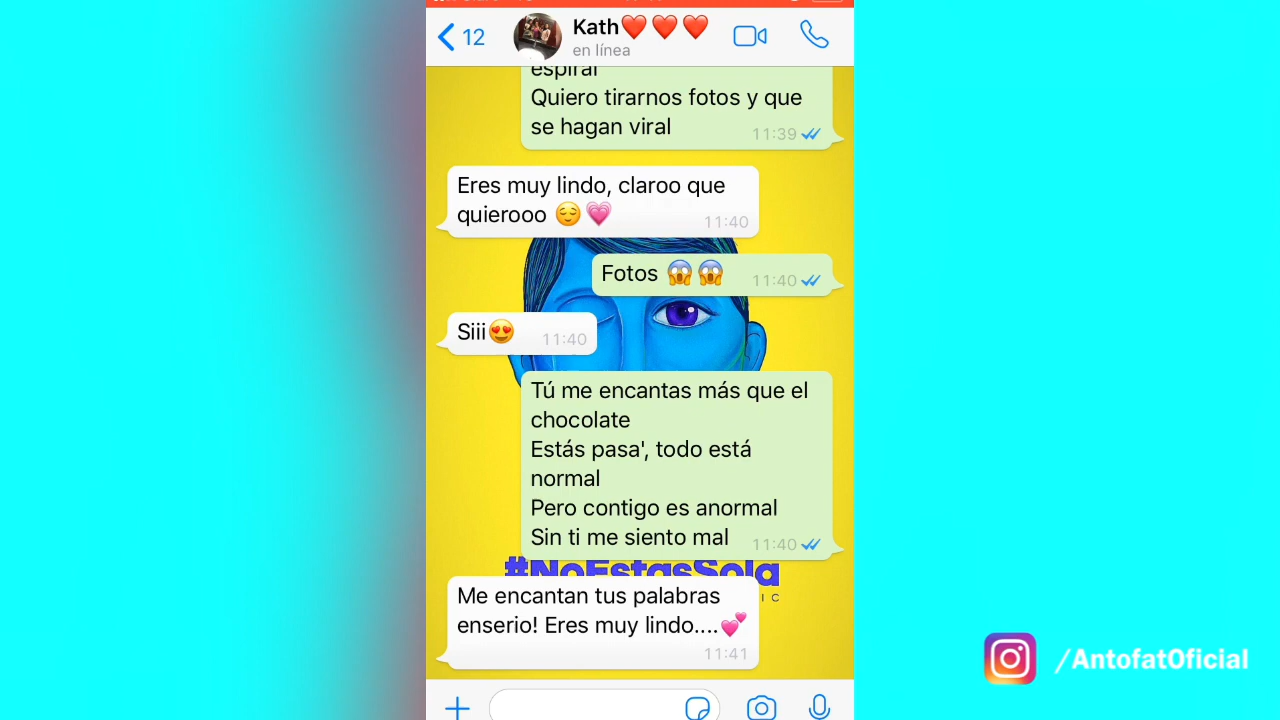 12
Kath❤️❤️❤️
en línea
espiral
Quiero tirarnos fotos y que
se hagan viral
11:39
Eres muy lindo, claroo que
quierooo 😌💗
11:40
Fotos 😱😱
11:40
Siii😍
11:40
Tú me encantas más que el
chocolate
Estás pasa', todo está
normal
Pero contigo es anormal
Sin ti me siento mal
11:40
#NoEstasSola
I C
Me encantan tus palabras
enserio! Eres muy lindo....💕
11:41
/AntofatOficial